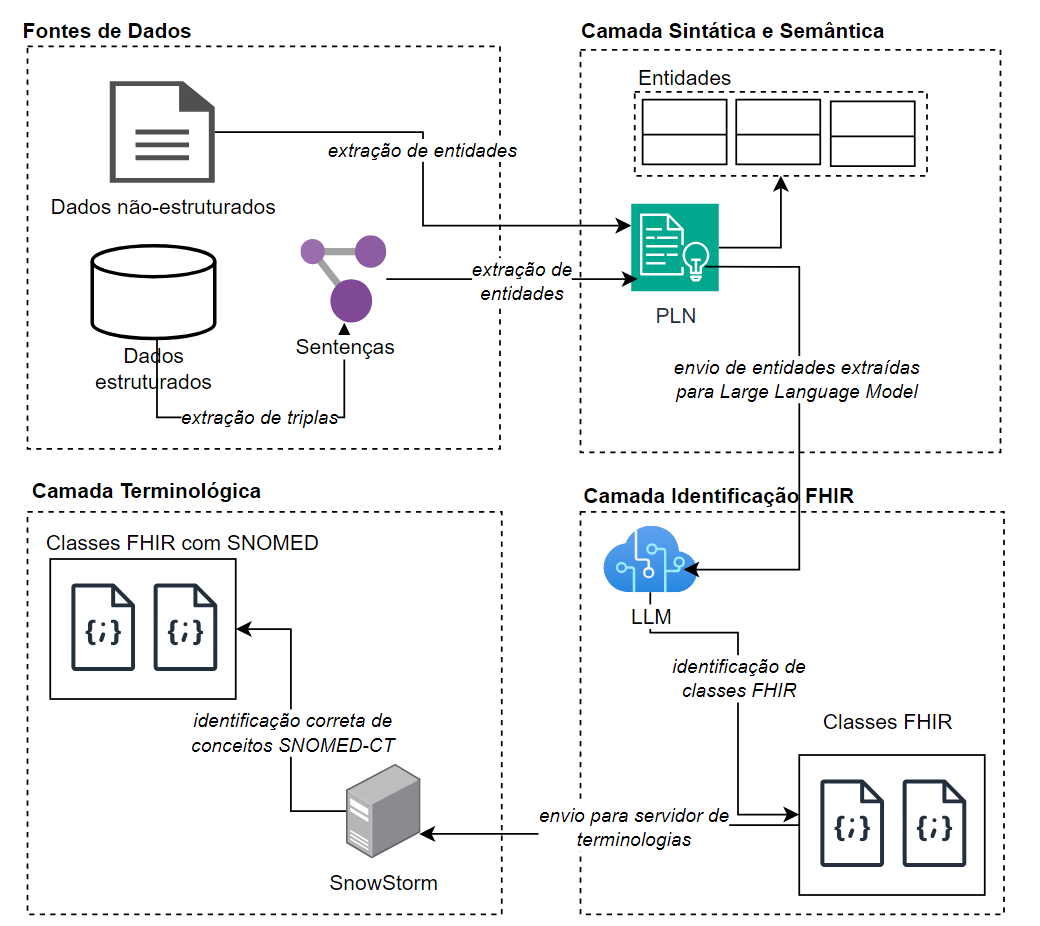 Fontes de Dados
Dados não-estruturados
extração de entidades
Dados
estruturados
extração de triplas
Sentenças
extração de
entidades
Camada Sintática e Semântica
Entidades
PLN
envio de entidades extraídas
para Large Language Model
Camada Identificação FHIR
LLM
identificação de
classes FHIR
Classes FHIR
{;}
{;}
envio para servidor de
terminologias
Camada Terminológica
Classes FHIR com SNOMED
{;}
{;}
identificação correta de
conceitos SNOMED-CT
SnowStorm